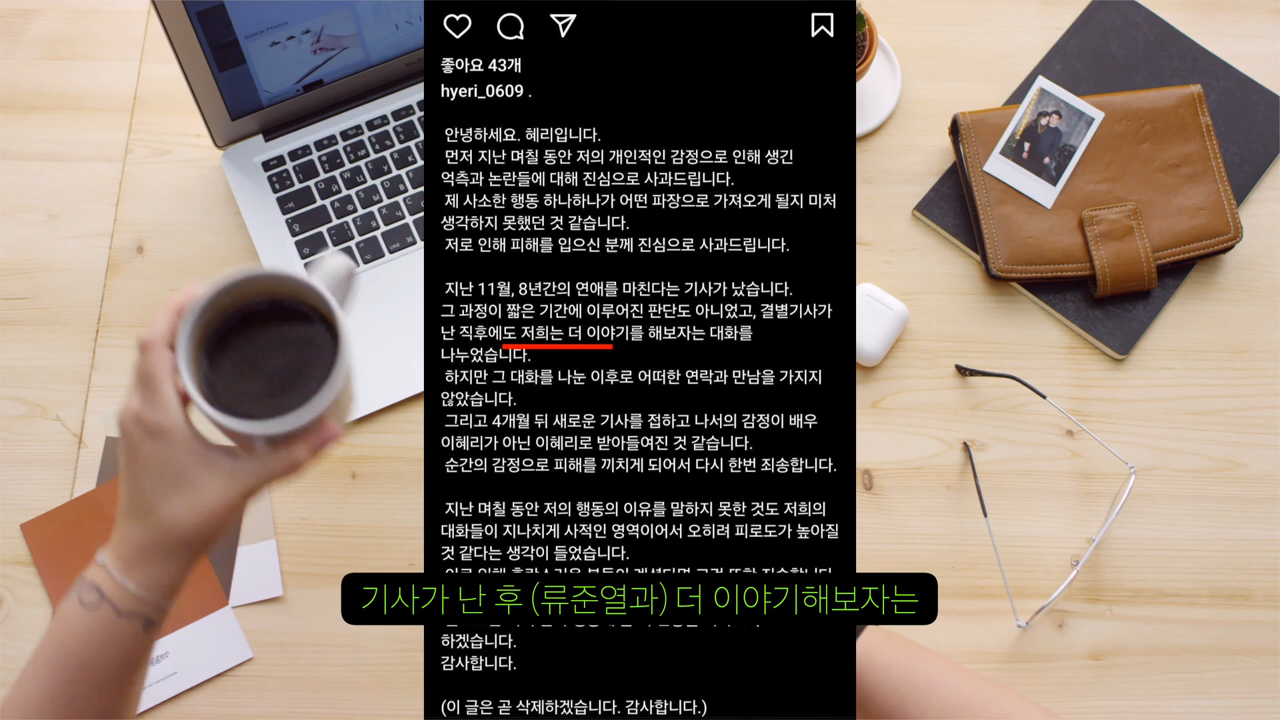 좋아요 43개
hyeri_0609 .
안녕하세요. 혜리입니다.
먼저 지난 며칠 동안 저의 개인적인 감정으로 인해 생긴
억측과 논란들에 대해 진심으로 사과드립니다.
제 사소한 행동 하나하나가 어떤 파장으로 가져오게 될지 미처
생각하지 못했던 것 같습니다.
저로 인해 피해를 입으신 분께 진심으로 사과드립니다.
지난 11월, 8년간의 연애를 마친다는 기사가 났습니다.
그 과정이 짧은 기간에 이루어진 판단도 아니었고, 결별기사가
난 직후에도 저희는 더 이야기를 해보자는 대화를
나누었습니다.
하지만 그 대화를 나눈 이후로 어떠한 연락과 만남을 가지지
않았습니다.
그리고 4개월 뒤 새로운 기사를 접하고 나서의 감정이 배우
이혜리가 아닌 이혜리로 받아들여진 것 같습니다.
순간의 감정으로 피해를 끼치게 되어서 다시 한번 죄송합니다.
지난 며칠 동안 저의 행동의 이유를 말하지 못한 것도 저희의
대화들이 지나치게 사적인 영역이어서 오히려 피로도가 높아질
것 같다는 생각이 들었습니다.
기사가 난 후 (류준열과) 더 이야기해보자는
하겠습니다.
감사합니다.
(이 글은 곧 삭제하겠습니다. 감사합니다.)